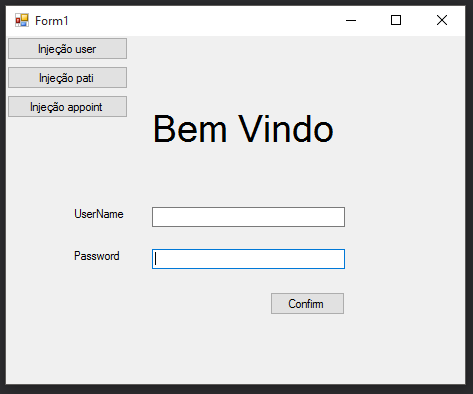 Form1
Injeção user
Injeção pati
Injeção appoint
Bem Vindo
UserName
Password
Confirm